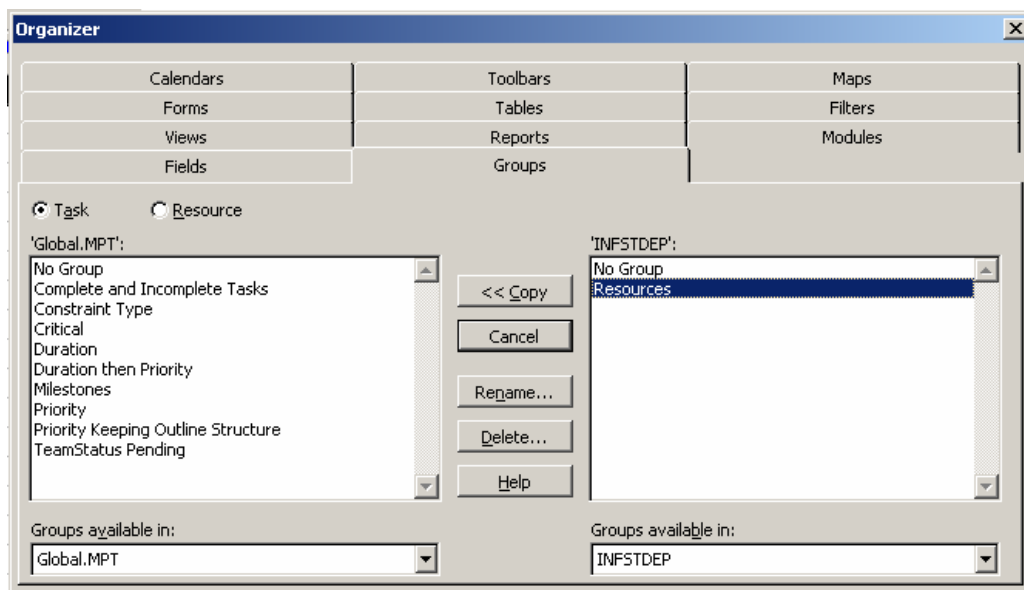 Organizer
Calendars Toolbars Maps
Forms Tables Filters
Views Reports Modules
Fields Groups
Task Resource
'Global.MPT': 'INFSTDEP':
No Group
Complete and Incomplete Tasks
Constraint Type
Critical
Duration
Duration then Priority
Milestones
Priority
Priority Keeping Outline Structure
TeamStatus Pending
<< Copy
Cancel
Rename...
Delete...
Help
No Group
Resources
Groups available in: Groups available in:
Global.MPT INFSTDEP